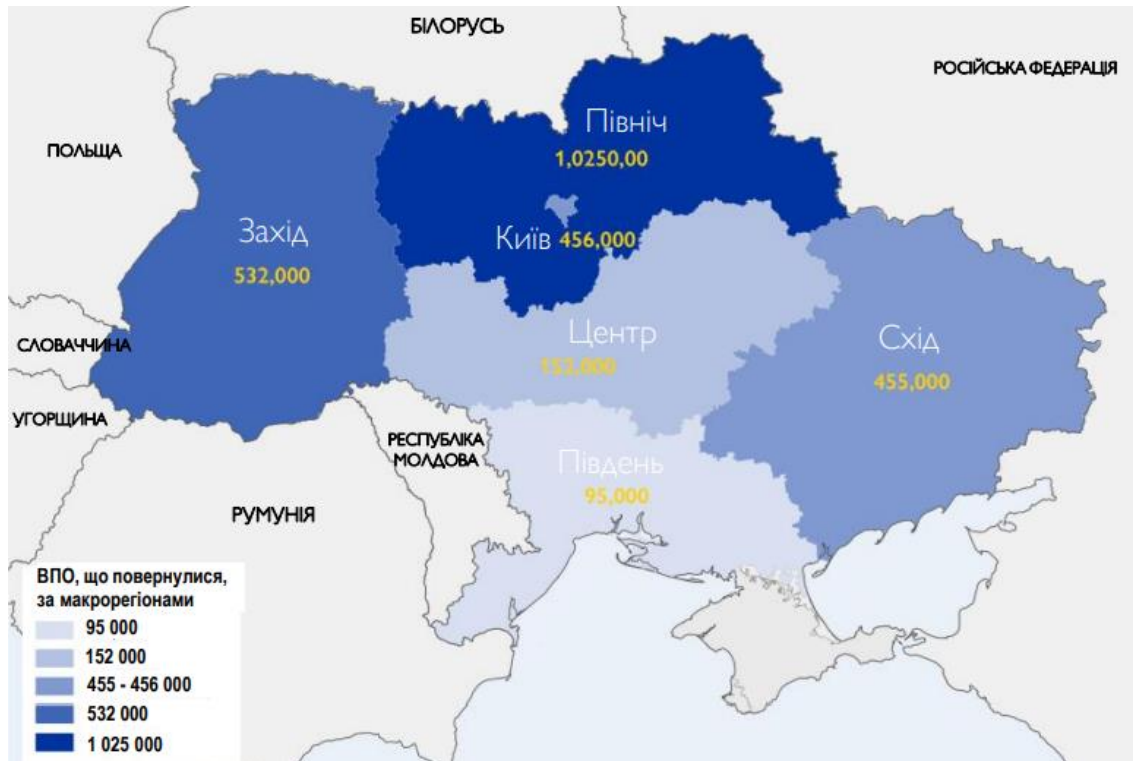 БІЛОРУСЬ
РОСІЙСЬКА ФЕДЕРАЦІЯ
ПОЛЬЩА
Північ
1,0250,00
Захід
532,000
Київ 456,000
Центр
152,000
Схід
455,000
СЛОВАЧЧИНА
УГОРЩИНА
РЕСПУБЛІКА
МОЛДОВА
Південь
95,000
РУМУНІЯ
ВПО, що повернулися,
за макрорегіонами
95 000
152 000
455 - 456 000
532 000
1 025 000